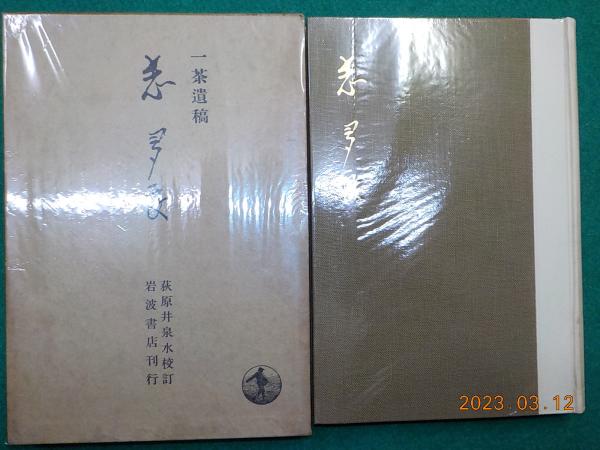 一茶遺稿
志多良
荻原井泉水校訂
岩波書店刊行
志多良
2023.03.12